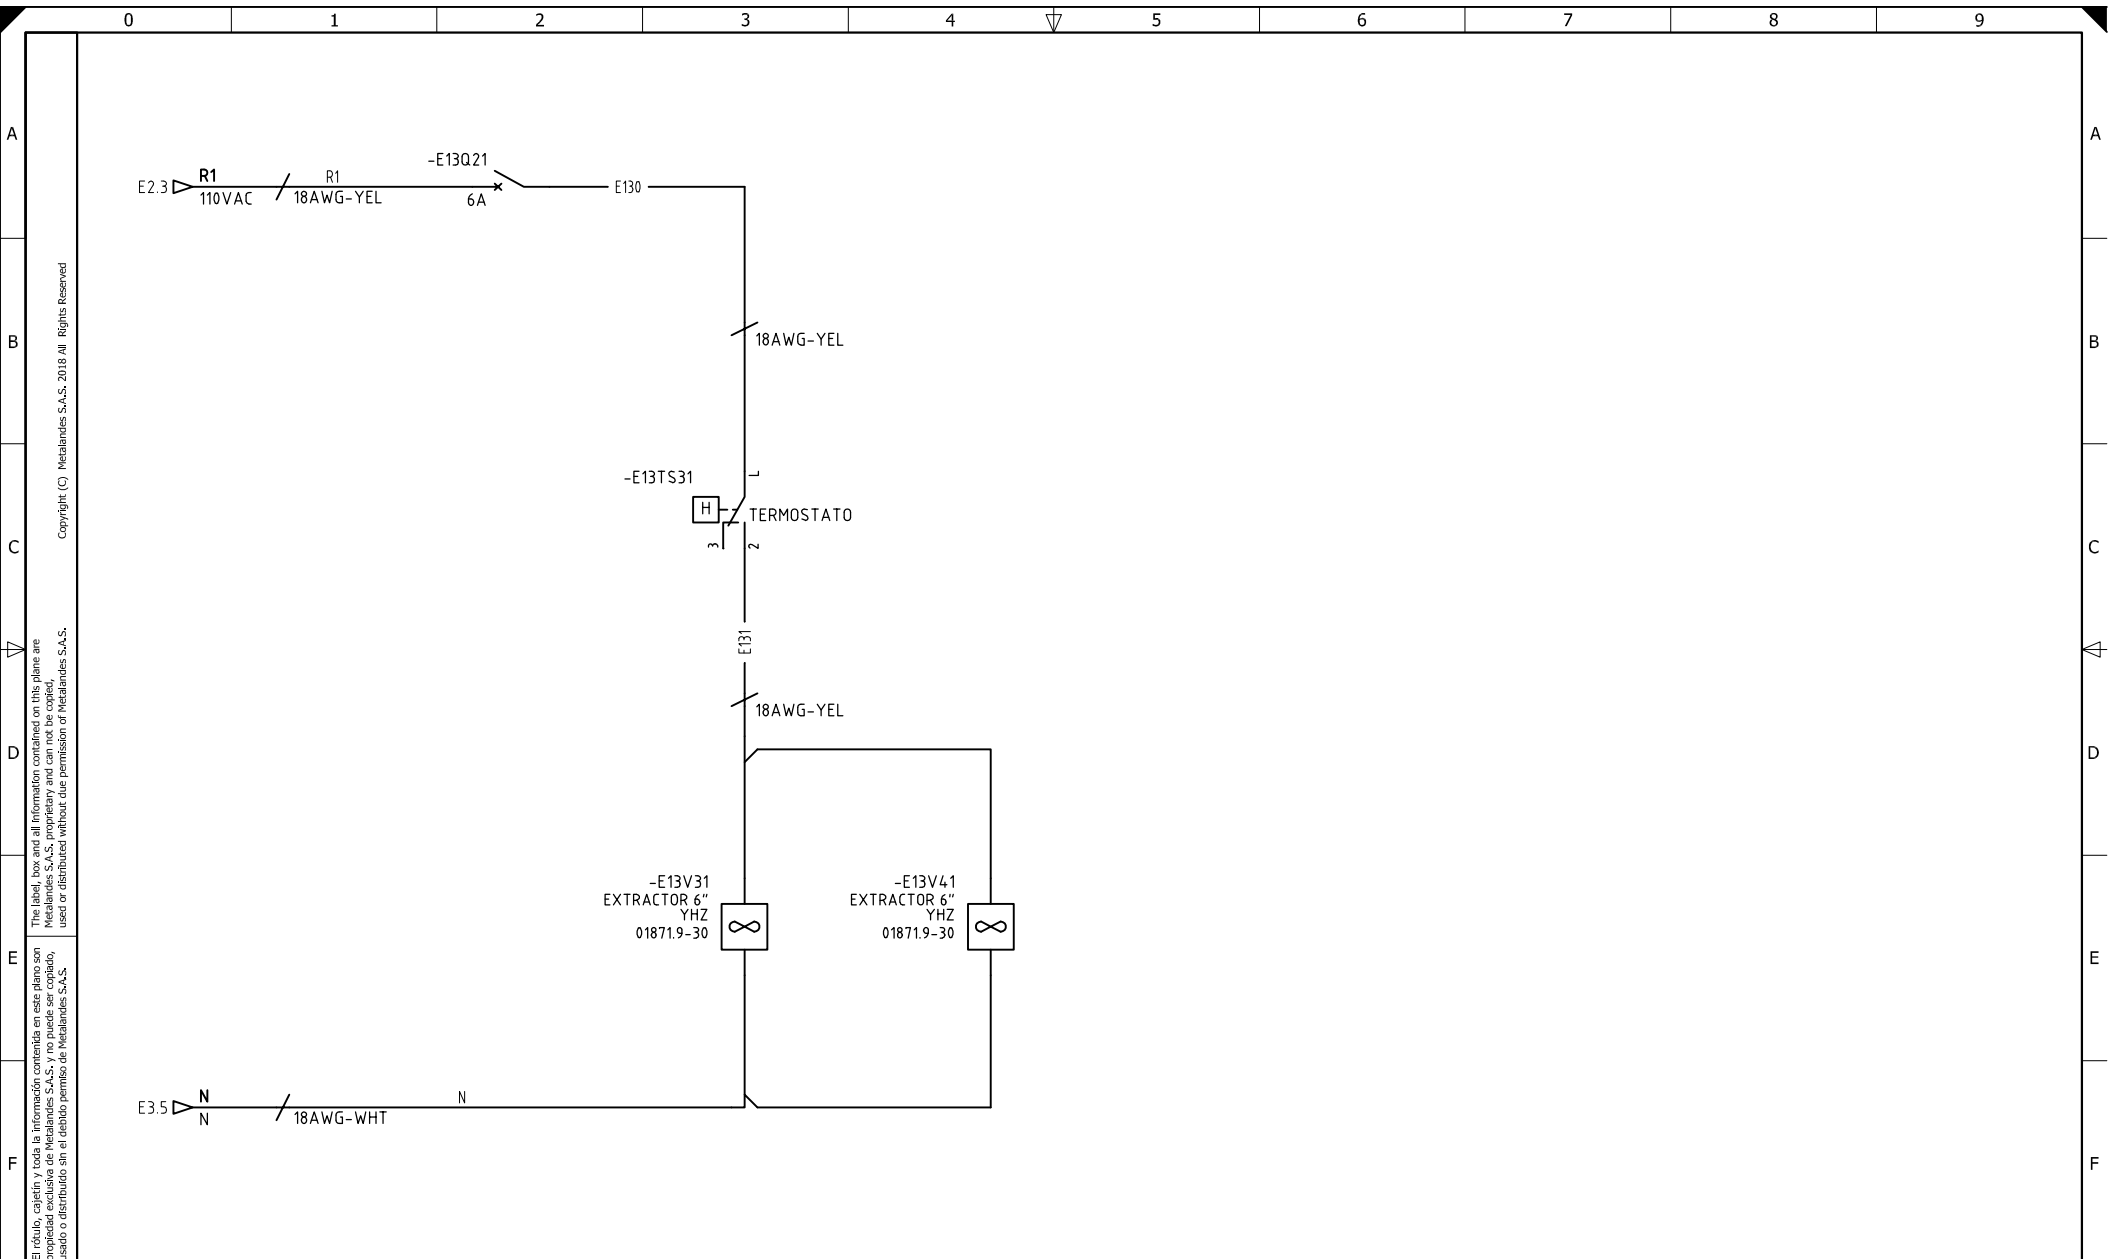 0 1 2 3 4 5 6 7 8 9
A A
-E13Q21
E2.3 R1 R1 E130
110VAC 18AWG-YEL 6A
B B
18AWG-YEL
-E13TS31 L
H TERMOSTATO
3 2
C C
E131
18AWG-YEL
D D
-E13V31 -E13V41
EXTRACTOR 6" EXTRACTOR 6"
YHZ YHZ
01871.9-30 01871.9-30
E E
E3.5 N N
N 18AWG-WHT
F F
Copyright (C) Metalandes S.A.S. 2018 All Rights Reserved
The label, box and all information contained on this plane are
Metalandes S.A.S. proprietary and can not be copied,
used or distributed without due permission of Metalandes S.A.S.
El rótulo, cajetín y toda la información contenida en este plano son
propiedad exclusiva de Metalandes S.A.S. y no puede ser copiado,
usado o distribuído sin el debido permiso de Metalandes S.A.S.